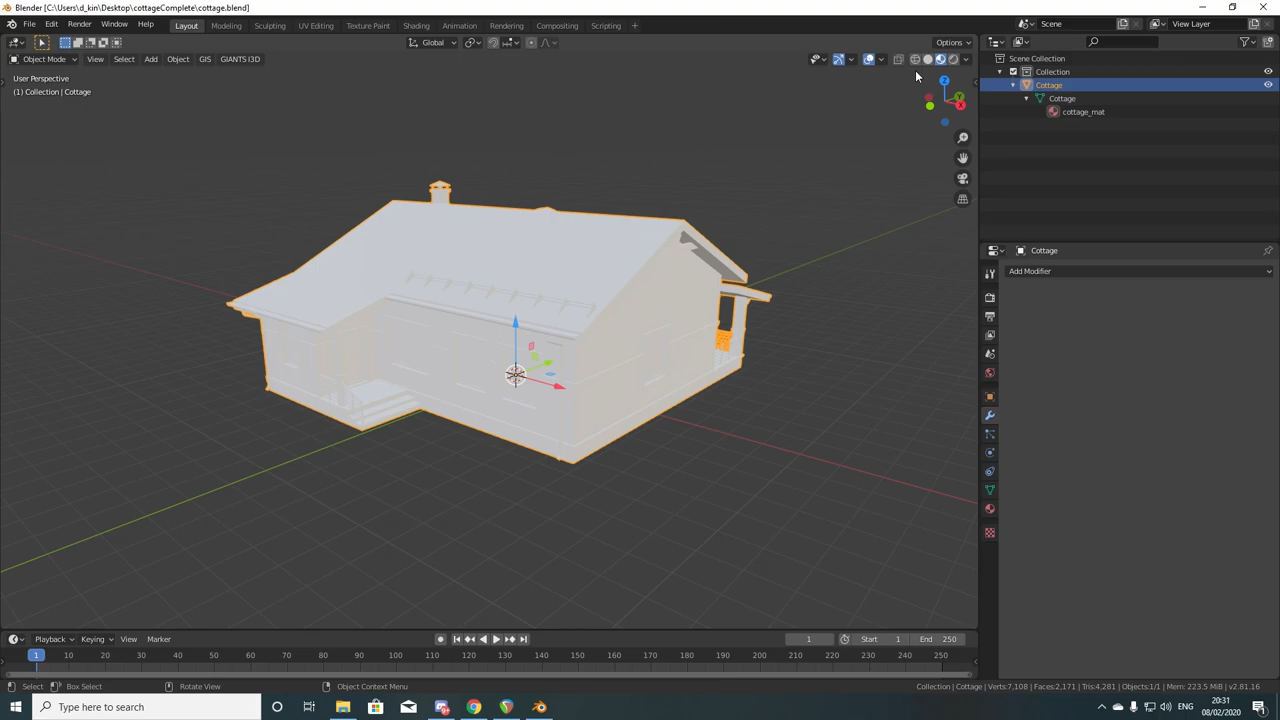 Blender [C:\Users\d_kin\Desktop\cottageComplete\cottage.blend]
File Edit Render Window Help Layout Modeling Sculpting UV Editing Texture Paint Shading Animation Rendering Compositing Scripting + Scene View Layer
Global Options
Object Mode View Select Add Object GIS GIANTS I3D
User Perspective
(1) Collection | Cottage
Z
Y
X
Scene Collection
Collection
Cottage
Cottage
cottage_mat
Cottage
Add Modifier
Playback Keying View Marker 1 Start 1 End 250
1 10 20 30 40 50 60 70 80 90 100 110 120 130 140 150 160 170 180 190 200 210 220 230 240 250
Select Box Select Rotate View Object Context Menu Collection | Cottage | Verts:7,108 | Faces:2,171 | Tris:4,281 | Objects:1/1 | Mem: 223.5 MiB | v2.81.16
Type here to search ENG 20:31
08/02/2020